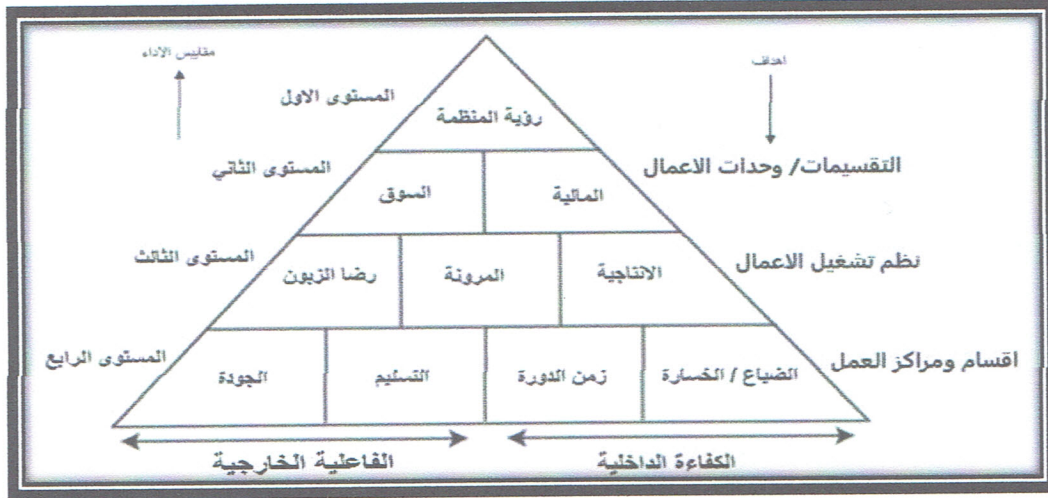 اهداف
مقاييس الاداء
المستوى الاول
رؤية المنظمة
التقسيمات/ وحدات الاعمال
المالية
السوق
المستوى الثاني
نظم تشغيل الاعمال
الانتاجية
المرونة
رضا الزبون
المستوى الثالث
اقسام ومراكز العمل
الضياع / الخسارة
زمن الدورة
التسليم
الجودة
المستوى الرابع
الكفاءة الداخلية
الفاعلية الخارجية